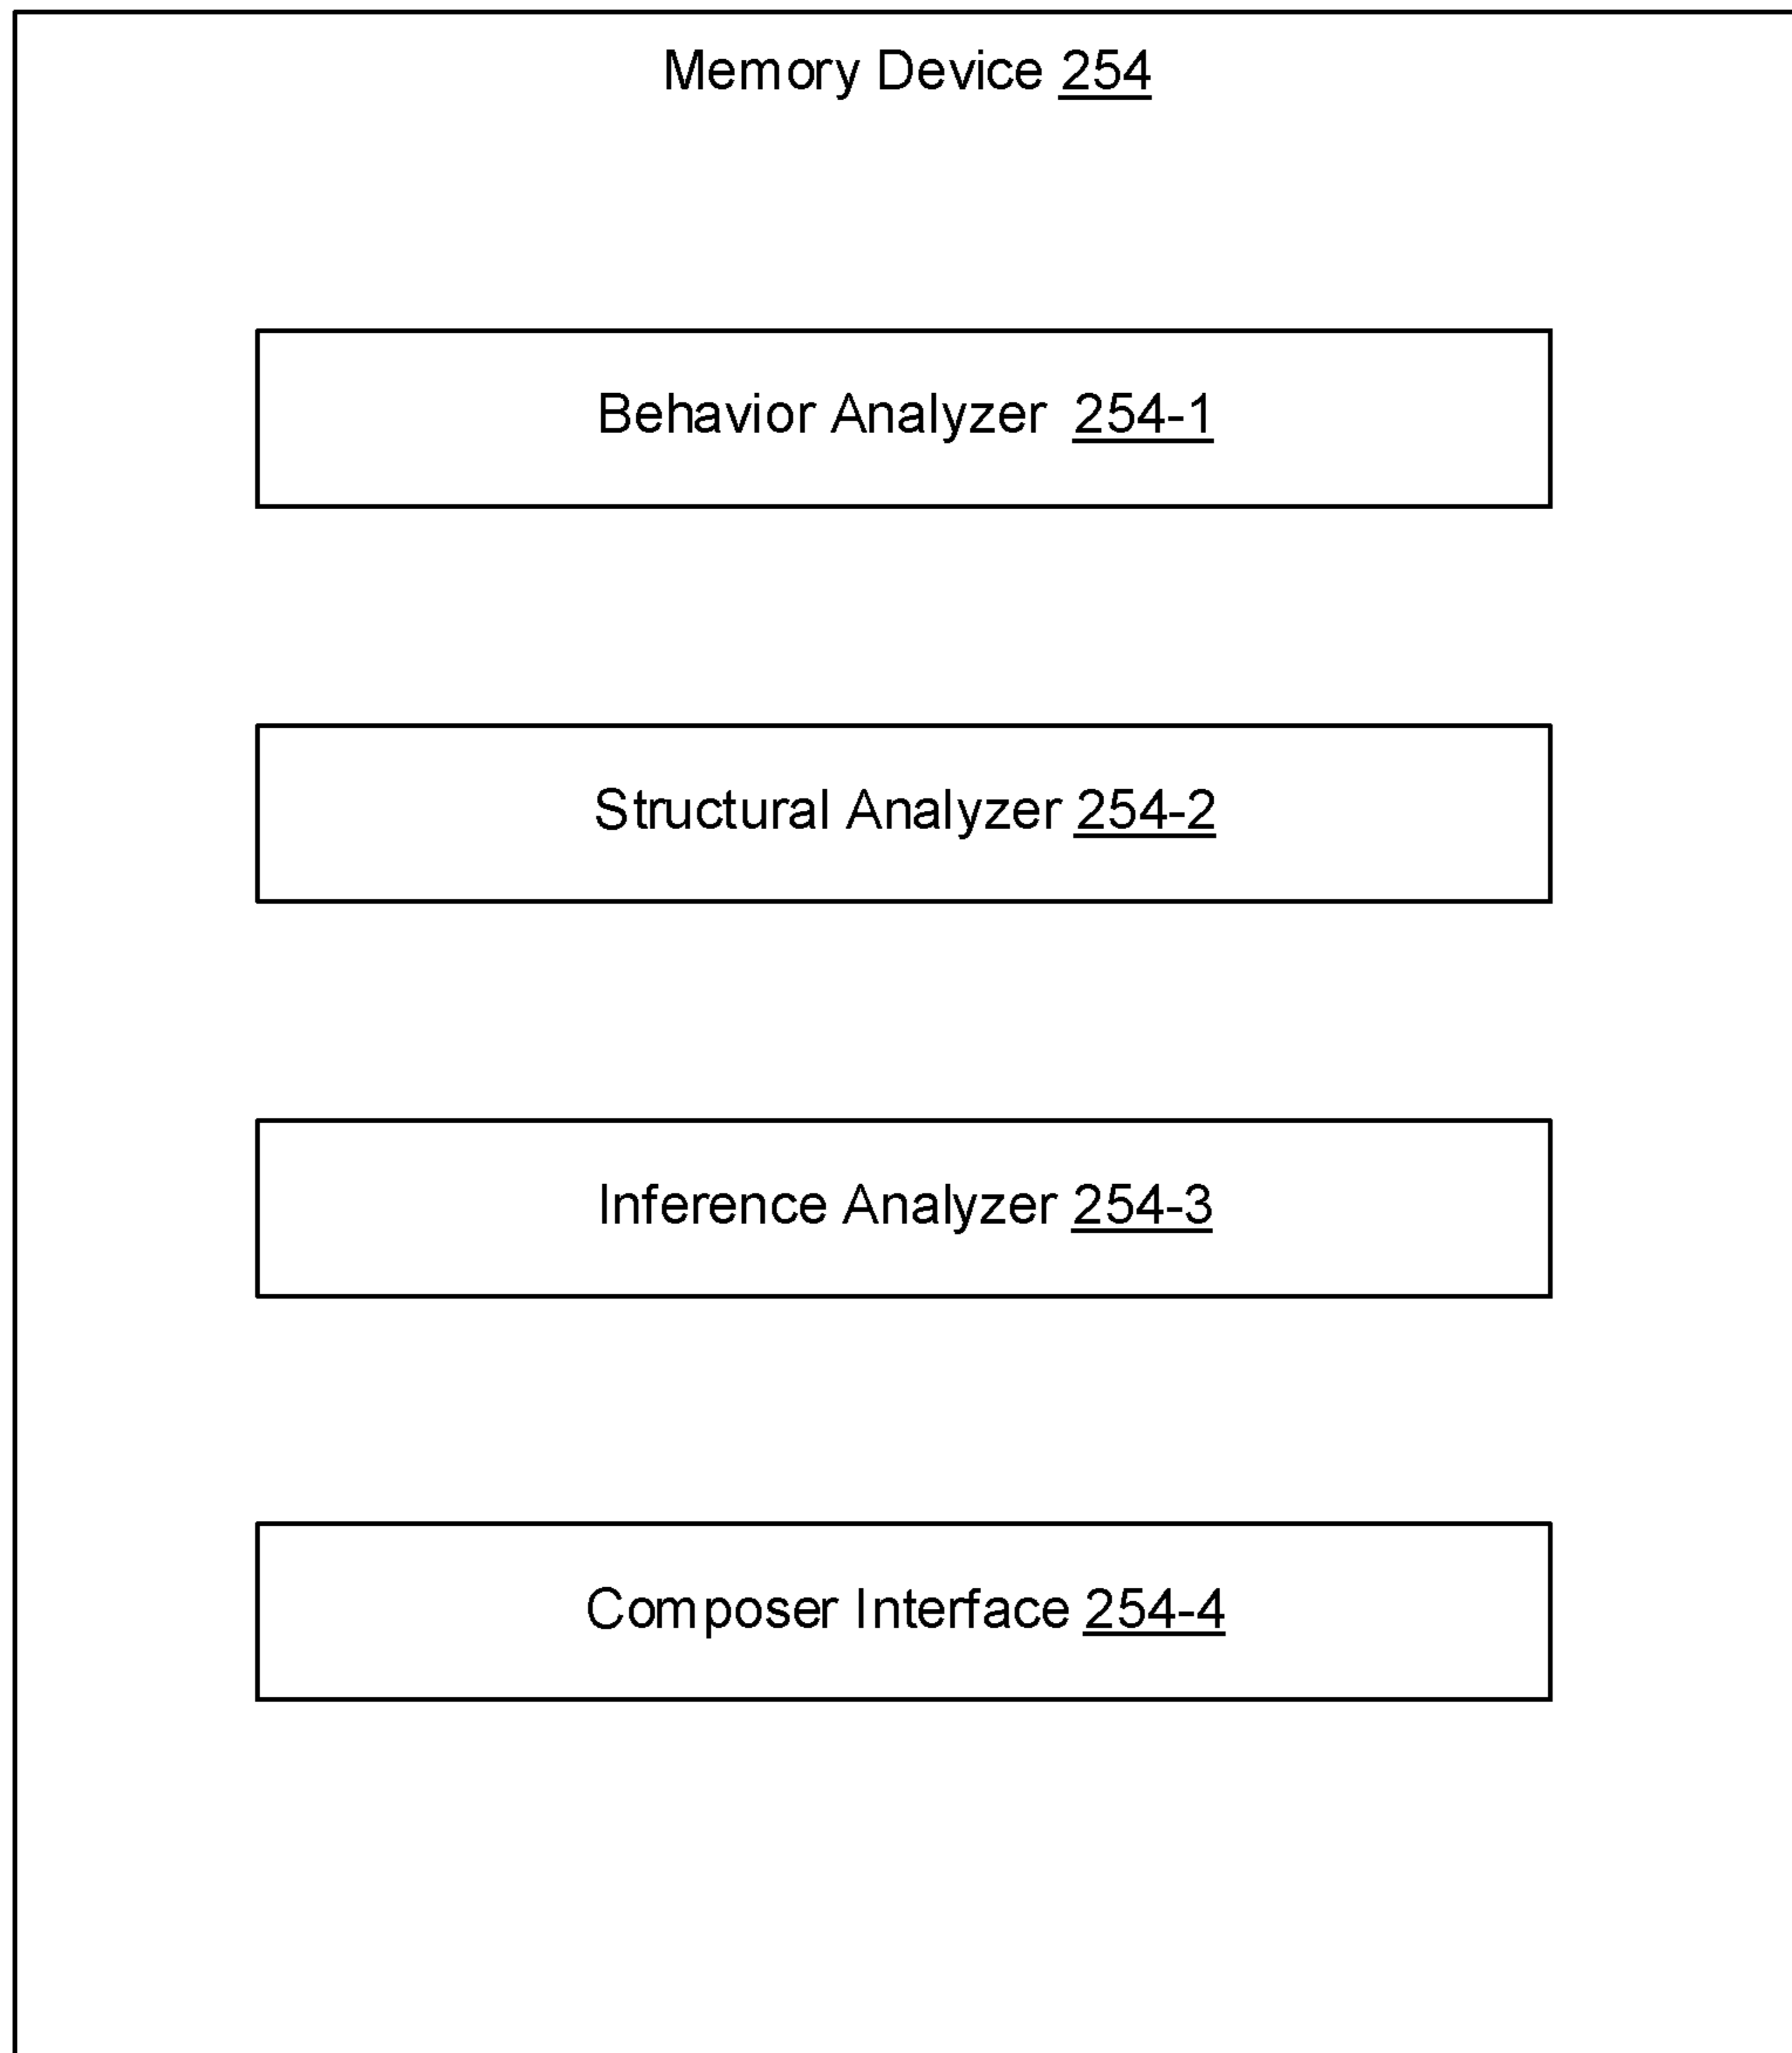 Memory Device 254
Behavior Analyzer 254-1
Structural Analyzer 254-2
Inference Analyzer 254-3
Composer Interface 254-4